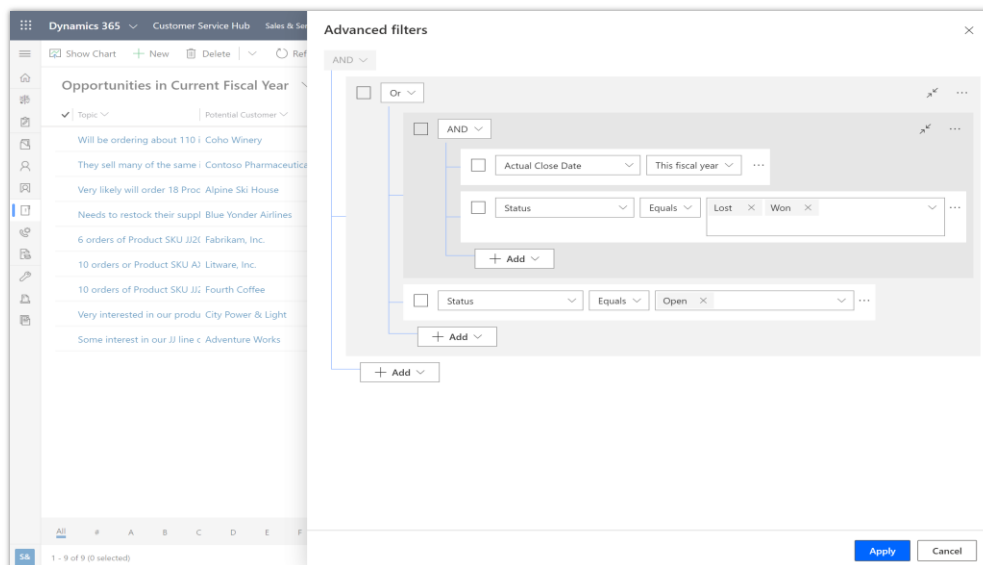 Dynamics 365 Customer Service Hub Sales & Ser
Show Chart + New Delete Ref
Opportunities in Current Fiscal Year
Topic Potential Customer
Will be ordering about 110 i Coho Winery
They sell many of the same i Contoso Pharmaceutica
Very likely will order 18 Proc Alpine Ski House
Needs to restock their suppl Blue Yonder Airlines
6 orders of Product SKU JJ20 Fabrikam, Inc.
10 orders or Product SKU AX Litware, Inc.
10 orders of Product SKU JJ2 Fourth Coffee
Very interested in our produ City Power & Light
Some interest in our JJ line c Adventure Works
All # A B C D E F
S& 1 - 9 of 9 (0 selected)
Advanced filters
AND
Or
AND
Actual Close Date This fiscal year
Status Equals Lost Won
+ Add
Status Equals Open
+ Add
+ Add
Apply Cancel